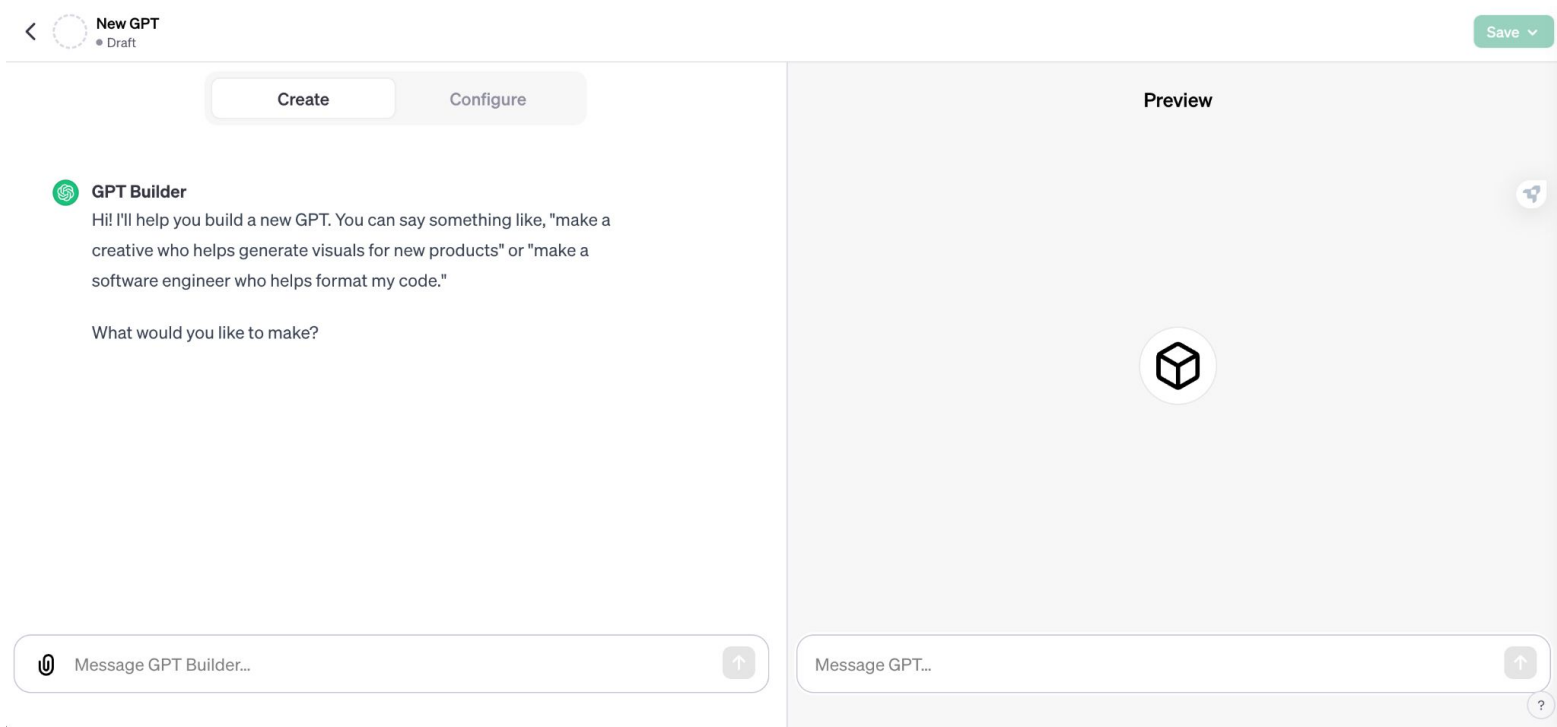 New GPT
Draft
Save
Create
Configure
Preview
GPT Builder
Hi! I'll help you build a new GPT. You can say something like, "make a
creative who helps generate visuals for new products" or "make a
software engineer who helps format my code."
What would you like to make?
Message GPT Builder...
Message GPT...
?